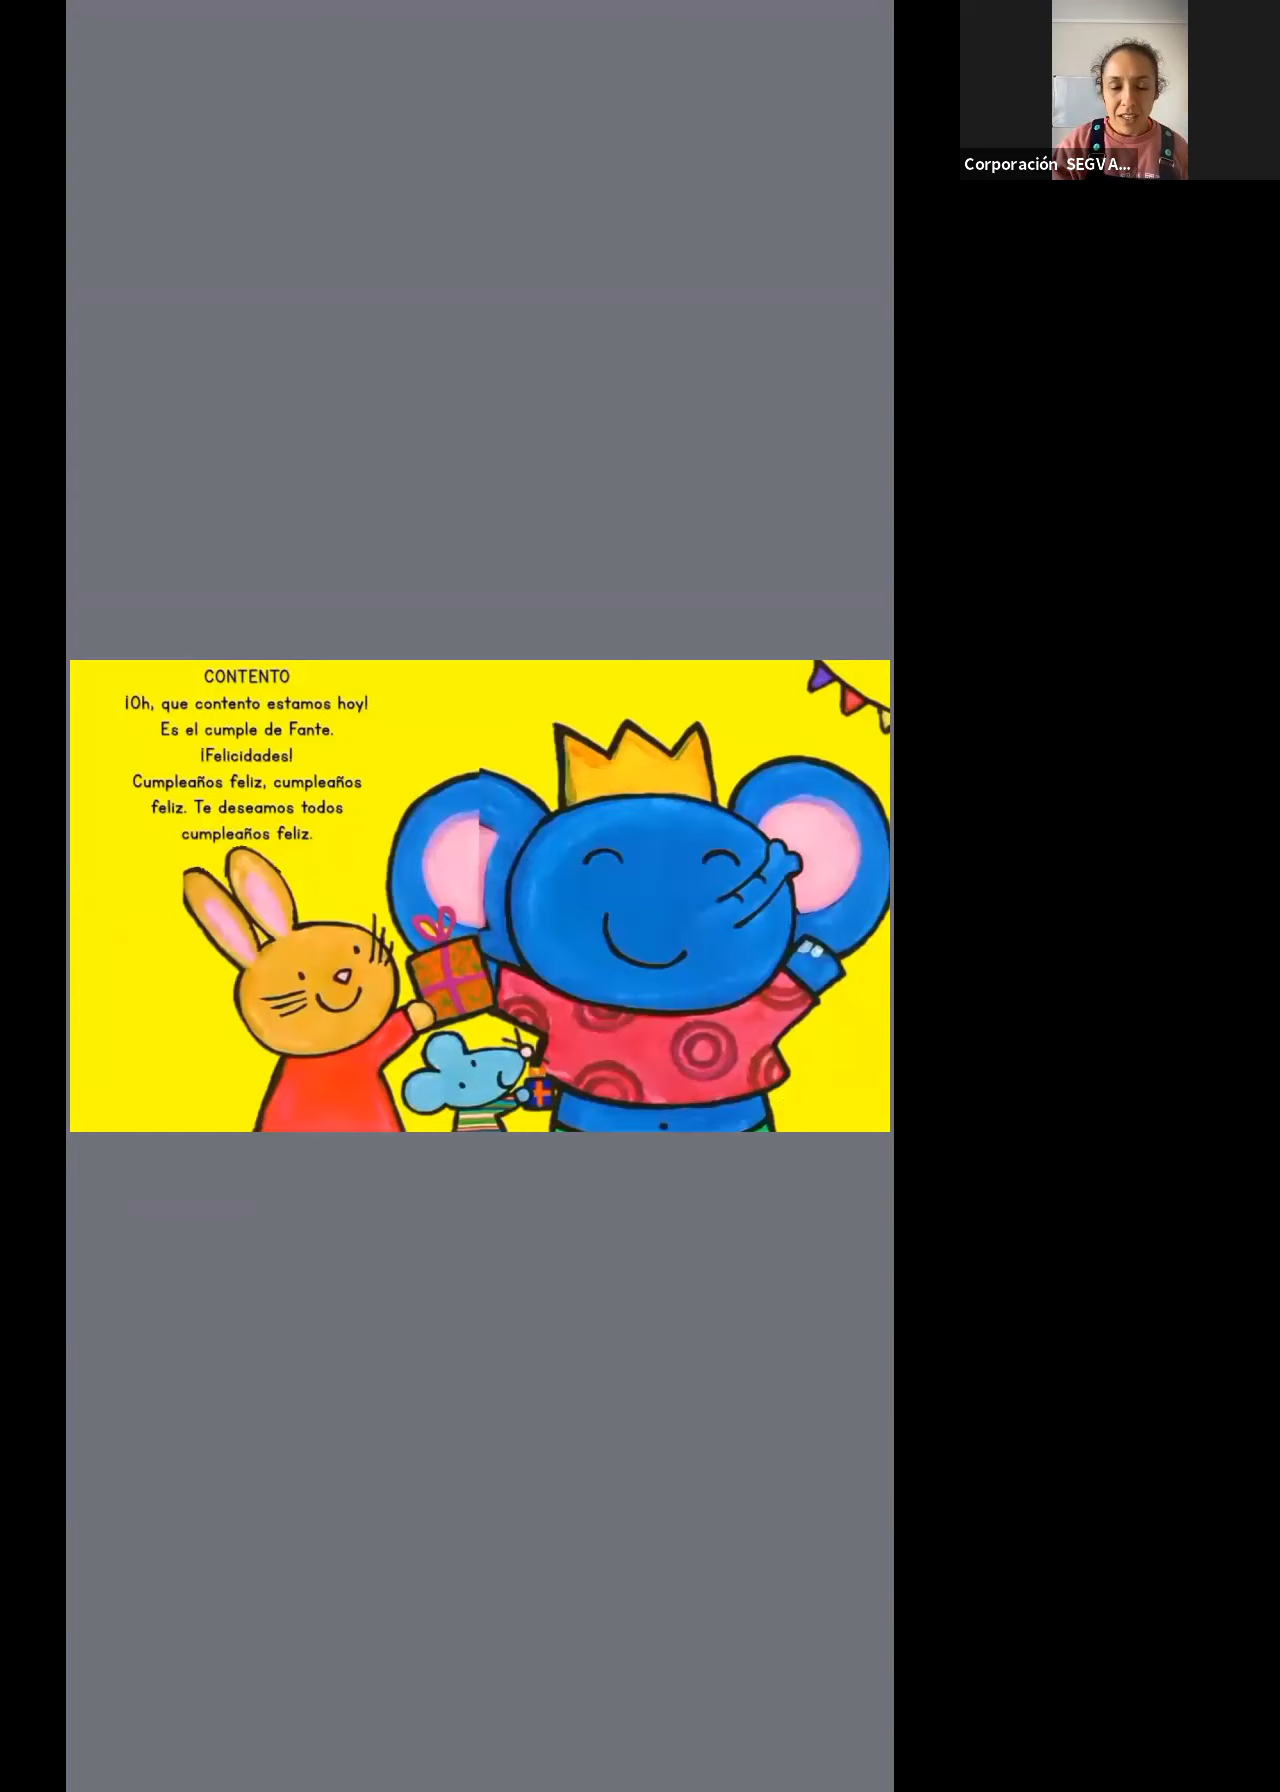 CONTENTO
¡Oh, que contento estamos hoy!
Es el cumple de Fante.
¡Felicidades!
Cumpleaños feliz, cumpleaños
feliz. Te deseamos todos
cumpleaños feliz.
Corporación SEGV A...